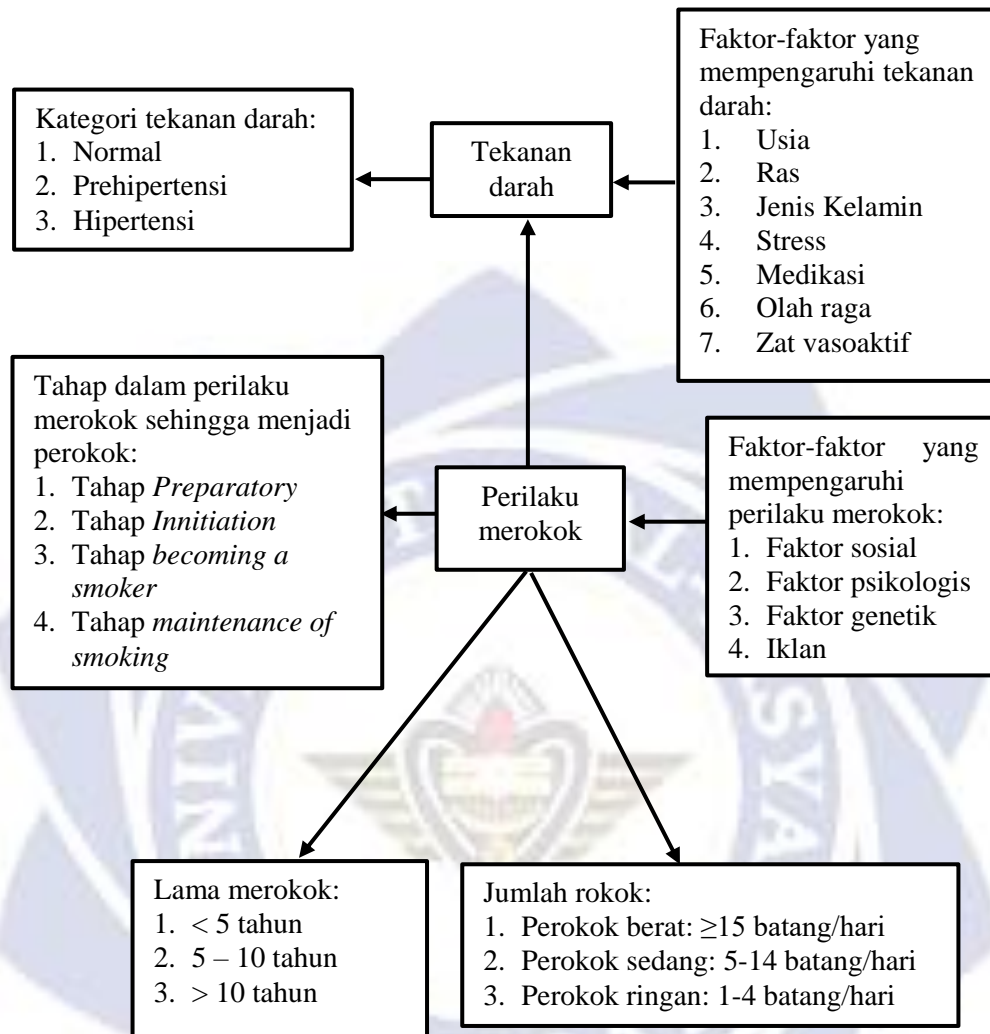 Faktor-faktor yang
mempengaruhi tekanan
darah:
1. Usia
2. Ras
3. Jenis Kelamin
4. Stress
5. Medikasi
6. Olah raga
7. Zat vasoaktif
Kategori tekanan darah:
1. Normal
2. Prehipertensi
3. Hipertensi
Tekanan
darah
Tahap dalam perilaku
merokok sehingga menjadi
perokok:
1. Tahap Preparatory
2. Tahap Innitiation
3. Tahap becoming a
smoker
4. Tahap maintenance of
smoking
Perilaku
merokok
Faktor-faktor yang
mempengaruhi
perilaku merokok:
1. Faktor sosial
2. Faktor psikologis
3. Faktor genetik
4. Iklan
Lama merokok:
1. < 5 tahun
2. 5 – 10 tahun
3. > 10 tahun
Jumlah rokok:
1. Perokok berat: ≥15 batang/hari
2. Perokok sedang: 5-14 batang/hari
3. Perokok ringan: 1-4 batang/hari